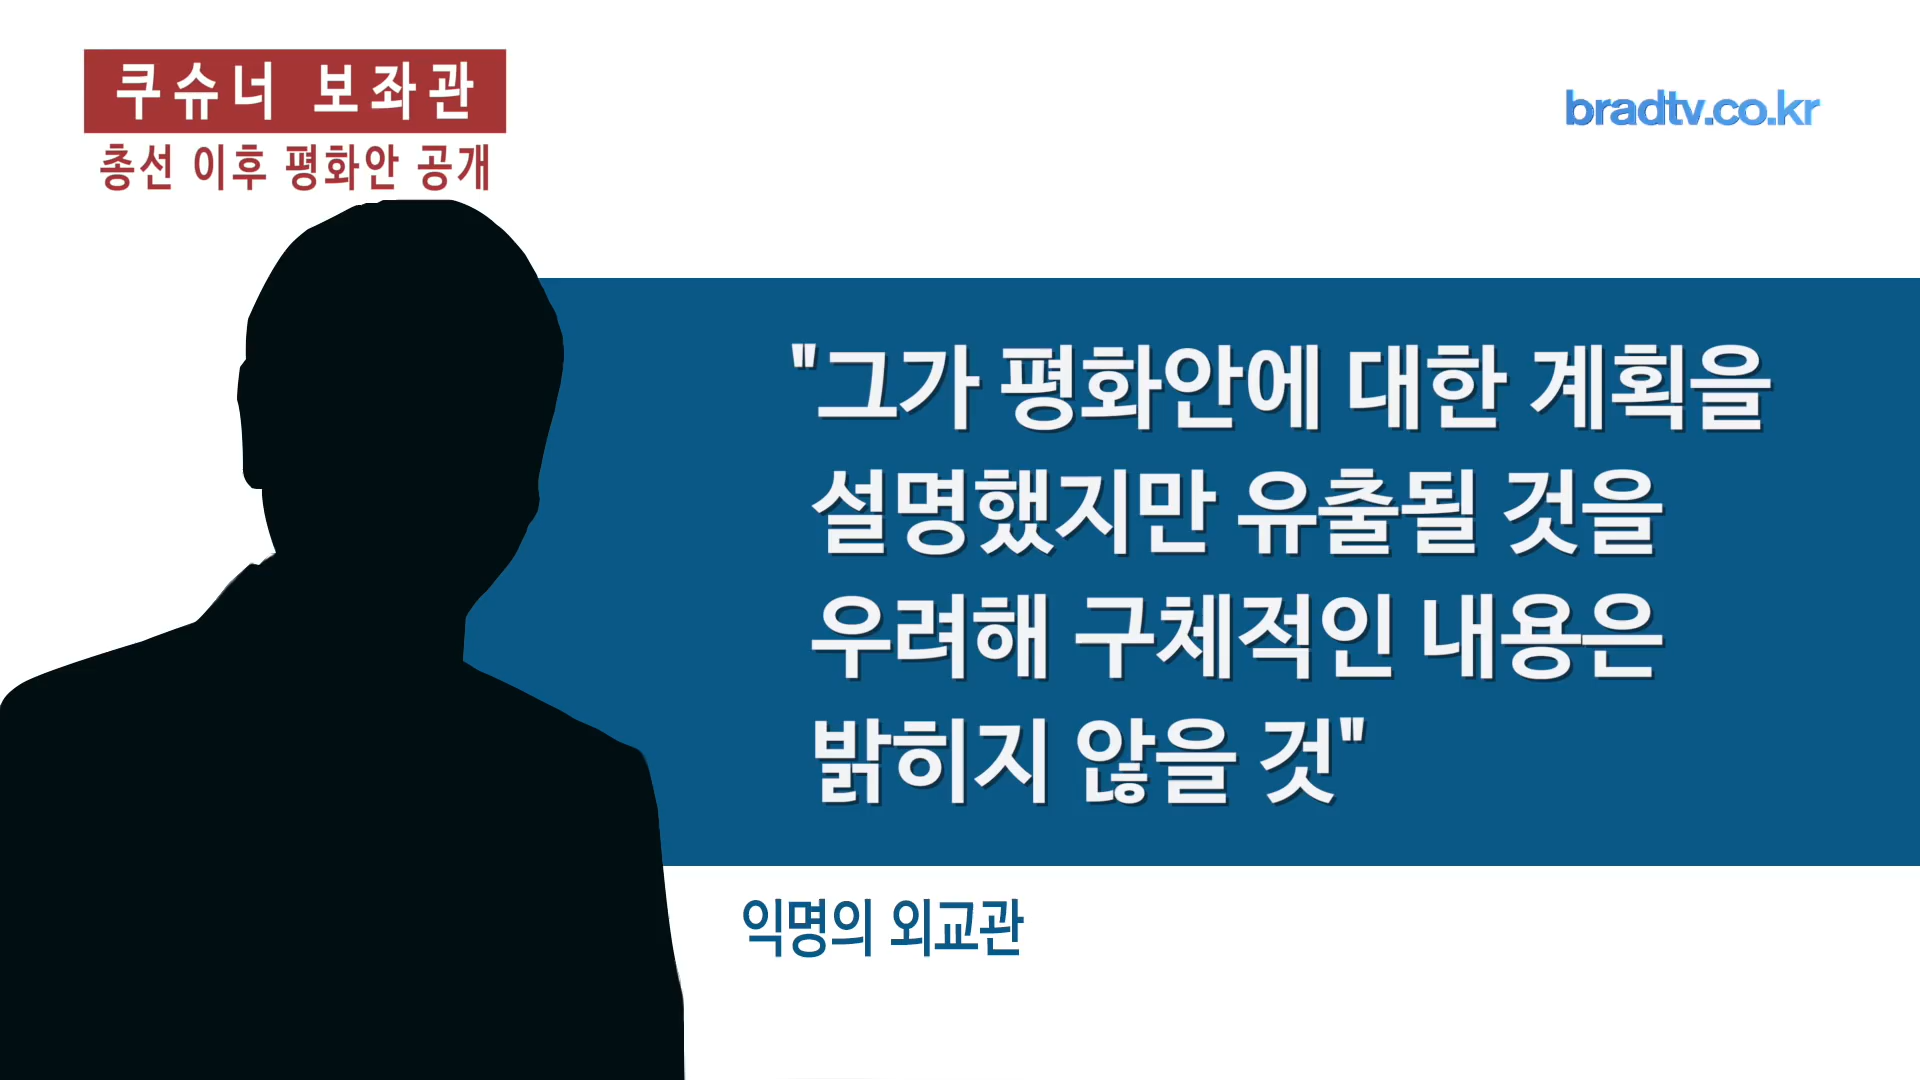 쿠슈너 보좌관
총선 이후 평화안 공개
bradtv.co.kr
"그가 평화안에 대한 계획을
설명했지만 유출될 것을
우려해 구체적인 내용은
밝히지 않을 것"
익명의 외교관